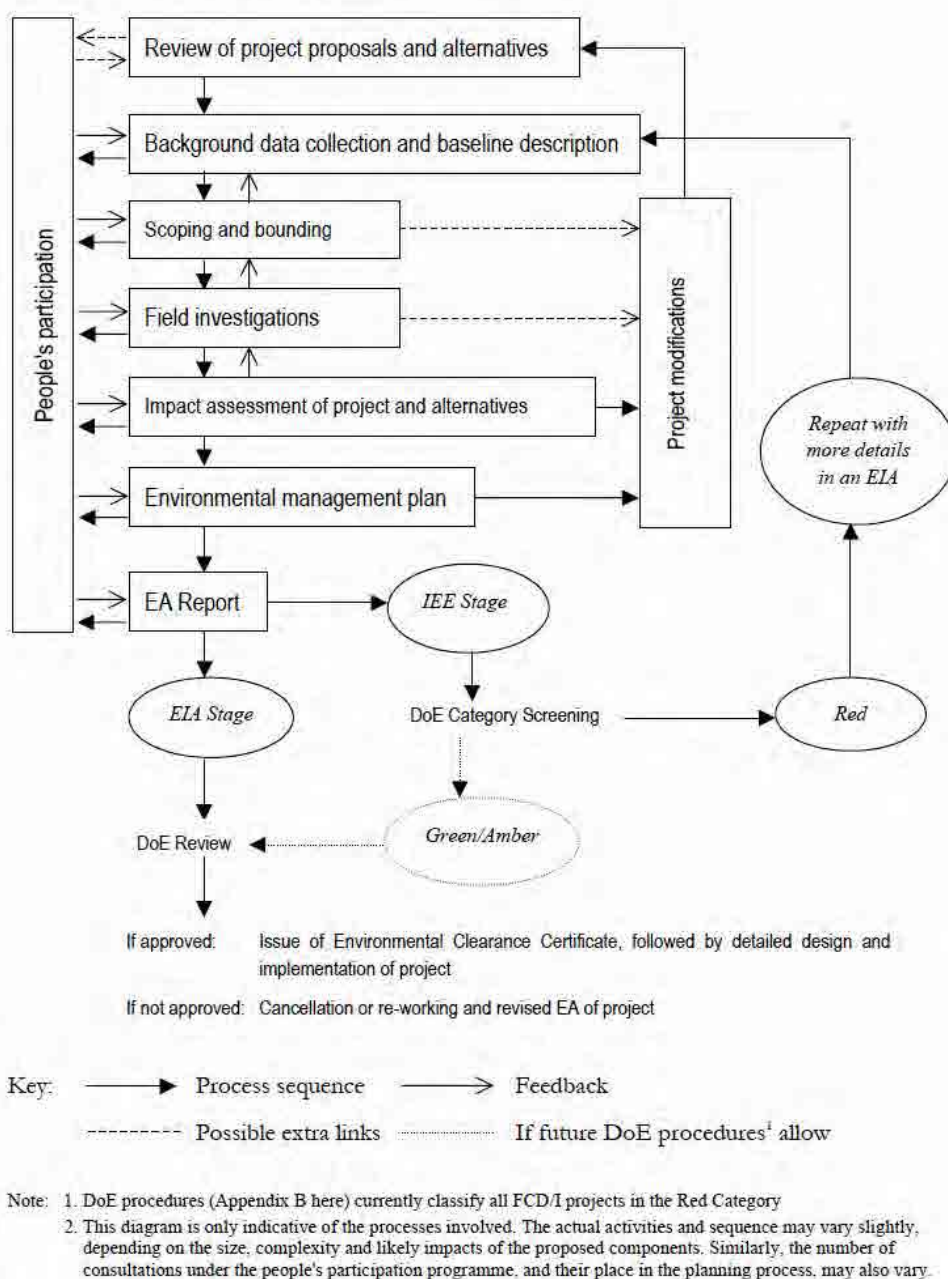 Review of project proposals and alternatives
Background data collection and baseline description
Scoping and bounding
Field investigations
Impact assessment of project and alternatives
Environmental management plan
EA Report
People's participation
Project modifications
Repeat with
more details
in an EIA
IEE Stage
EIA Stage
DoE Category Screening
Red
Green/Amber
DoE Review
If approved: Issue of Environmental Clearance Certificate, followed by detailed design and
implementation of project
If not approved: Cancellation or re-working and revised EA of project
Key: Process sequence Feedback
Possible extra links If future DoE procedures¹ allow
Note: 1. DoE procedures (Appendix B here) currently classify all FCD/I projects in the Red Category
2. This diagram is only indicative of the processes involved. The actual activities and sequence may vary slightly,
depending on the size, complexity and likely impacts of the proposed components. Similarly, the number of
consultations under the people's participation programme, and their place in the planning process, may also vary.